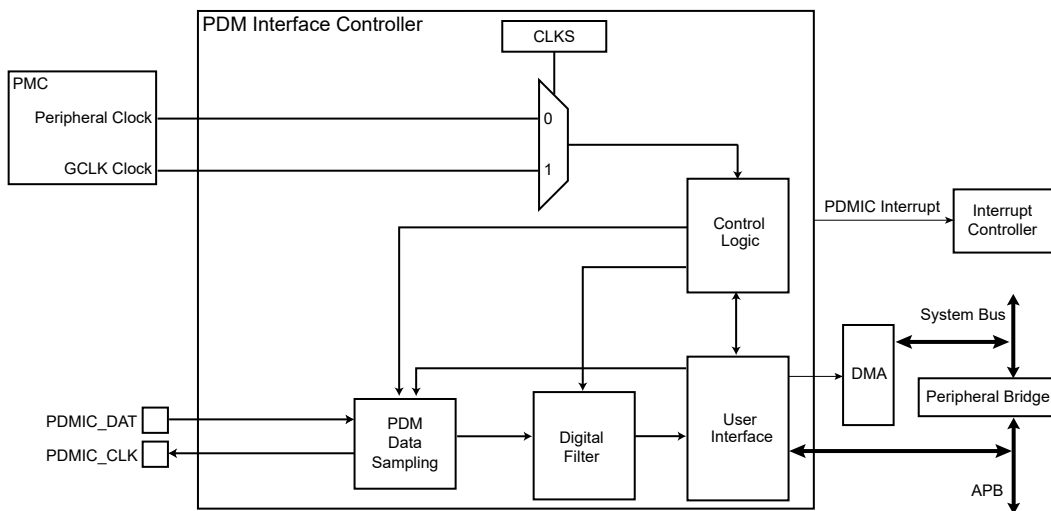 PDM Interface Controller
CLKS
PMC
Peripheral Clock
0
GCLK Clock
1
Control
Logic
PDMIC Interrupt
Interrupt
Controller
System Bus
DMA
Peripheral Bridge
PDMIC_DAT
PDMIC_CLK
PDM
Data
Sampling
Digital
Filter
User
Interface
APB